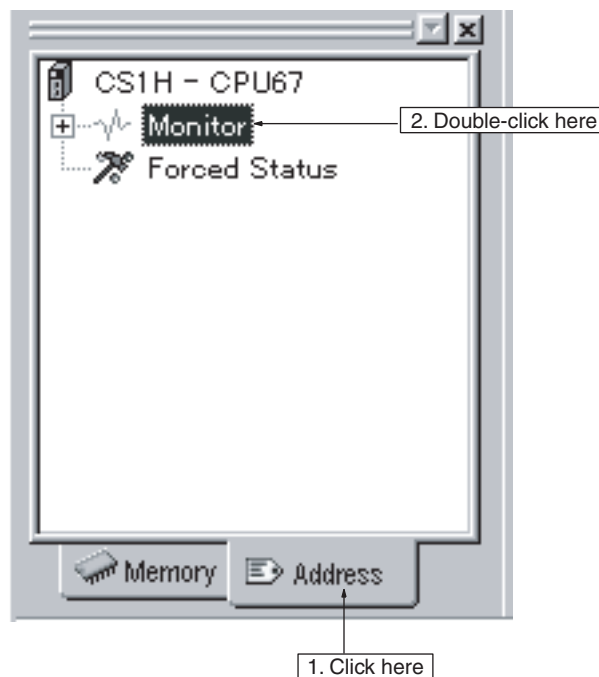 CS1H - CPU67
Monitor
2. Double-click here
Forced Status
Memory
Address
1. Click here